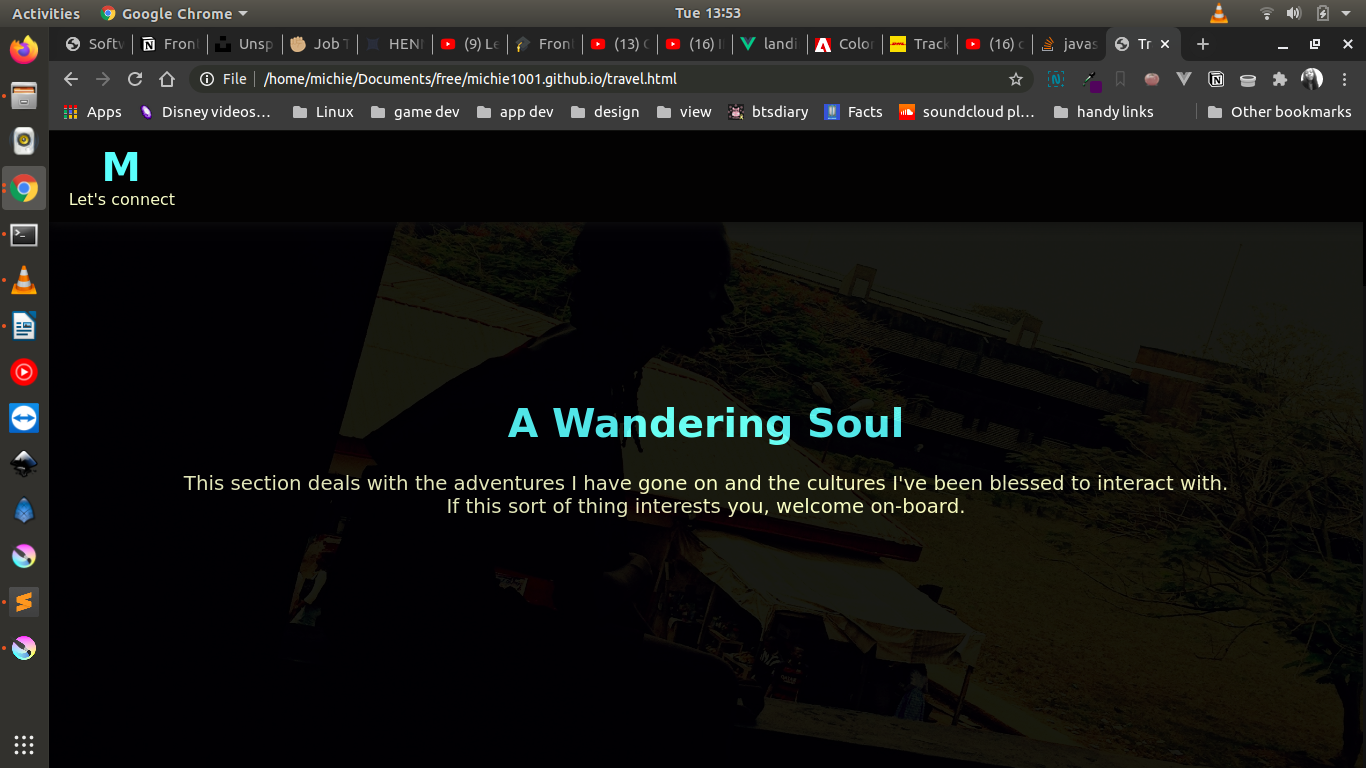 Activities Google Chrome Tue 13:53
Softw Front Unsp Job T HENN (9) Le Front (13) C (16) I landi Color Track (16) c javas Tr
File /home/michie/Documents/free/michie1001.github.io/travel.html
Apps Disney videos... Linux game dev app dev design view btsdiary Facts soundcloud pl... handy links Other bookmarks
M
Let's connect
A Wandering Soul
This section deals with the adventures I have gone on and the cultures I've been blessed to interact with.
If this sort of thing interests you, welcome on-board.